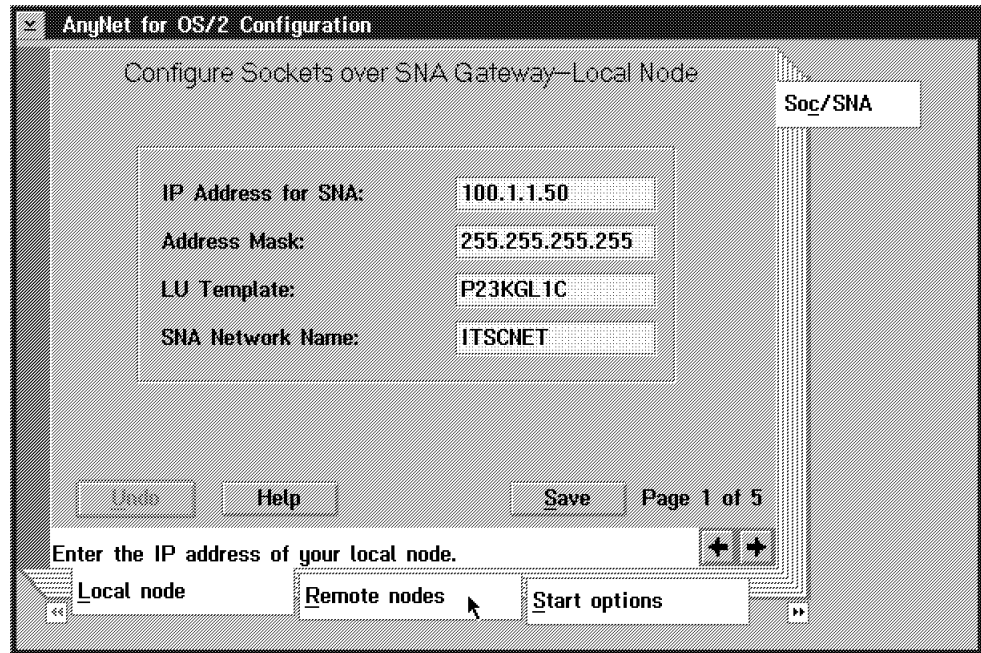 AnyNet for OS/2 Configuration
Configure Sockets over SNA Gateway—Local Node
Soc/SNA
IP Address for SNA: 100.1.1.50
Address Mask: 255.255.255.255
LU Template: P23KGL1C
SNA Network Name: ITSCNET
Undo Help Save Page 1 of 5
Enter the IP address of your local node.
Local node Remote nodes Start options